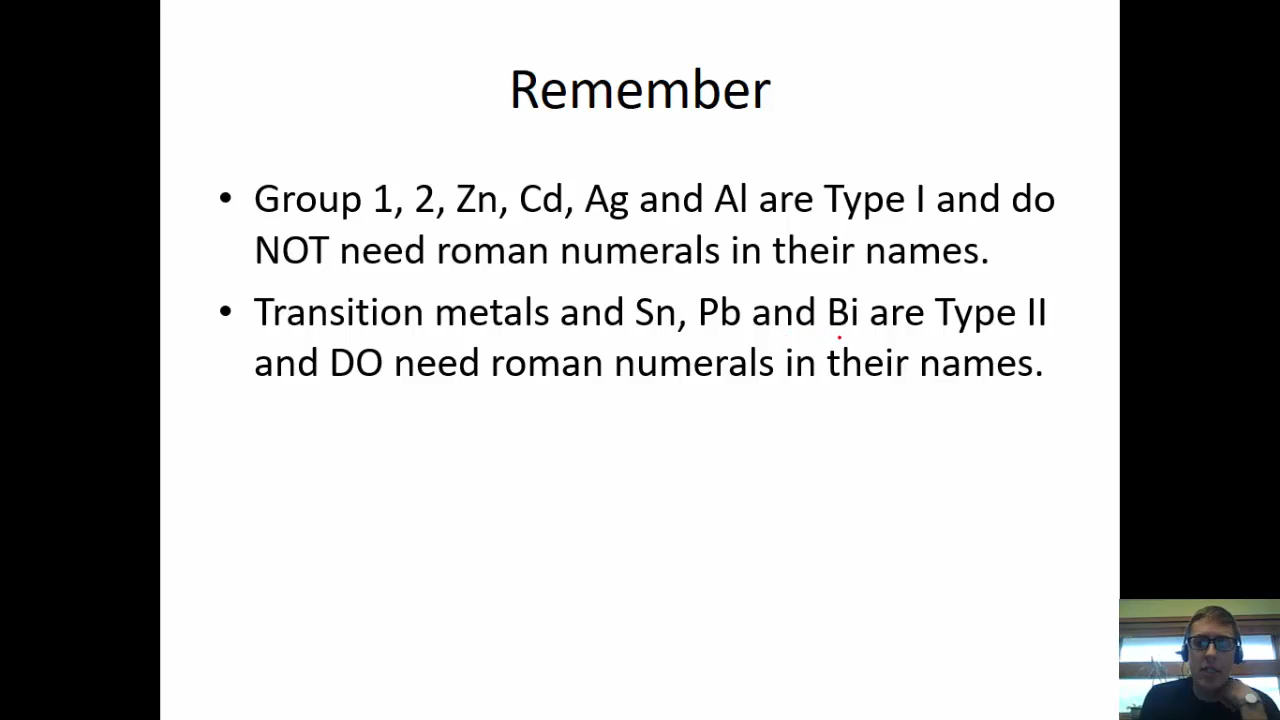 Remember
• Group 1, 2, Zn, Cd, Ag and Al are Type I and do
NOT need roman numerals in their names.
• Transition metals and Sn, Pb and Bi are Type II
and DO need roman numerals in their names.